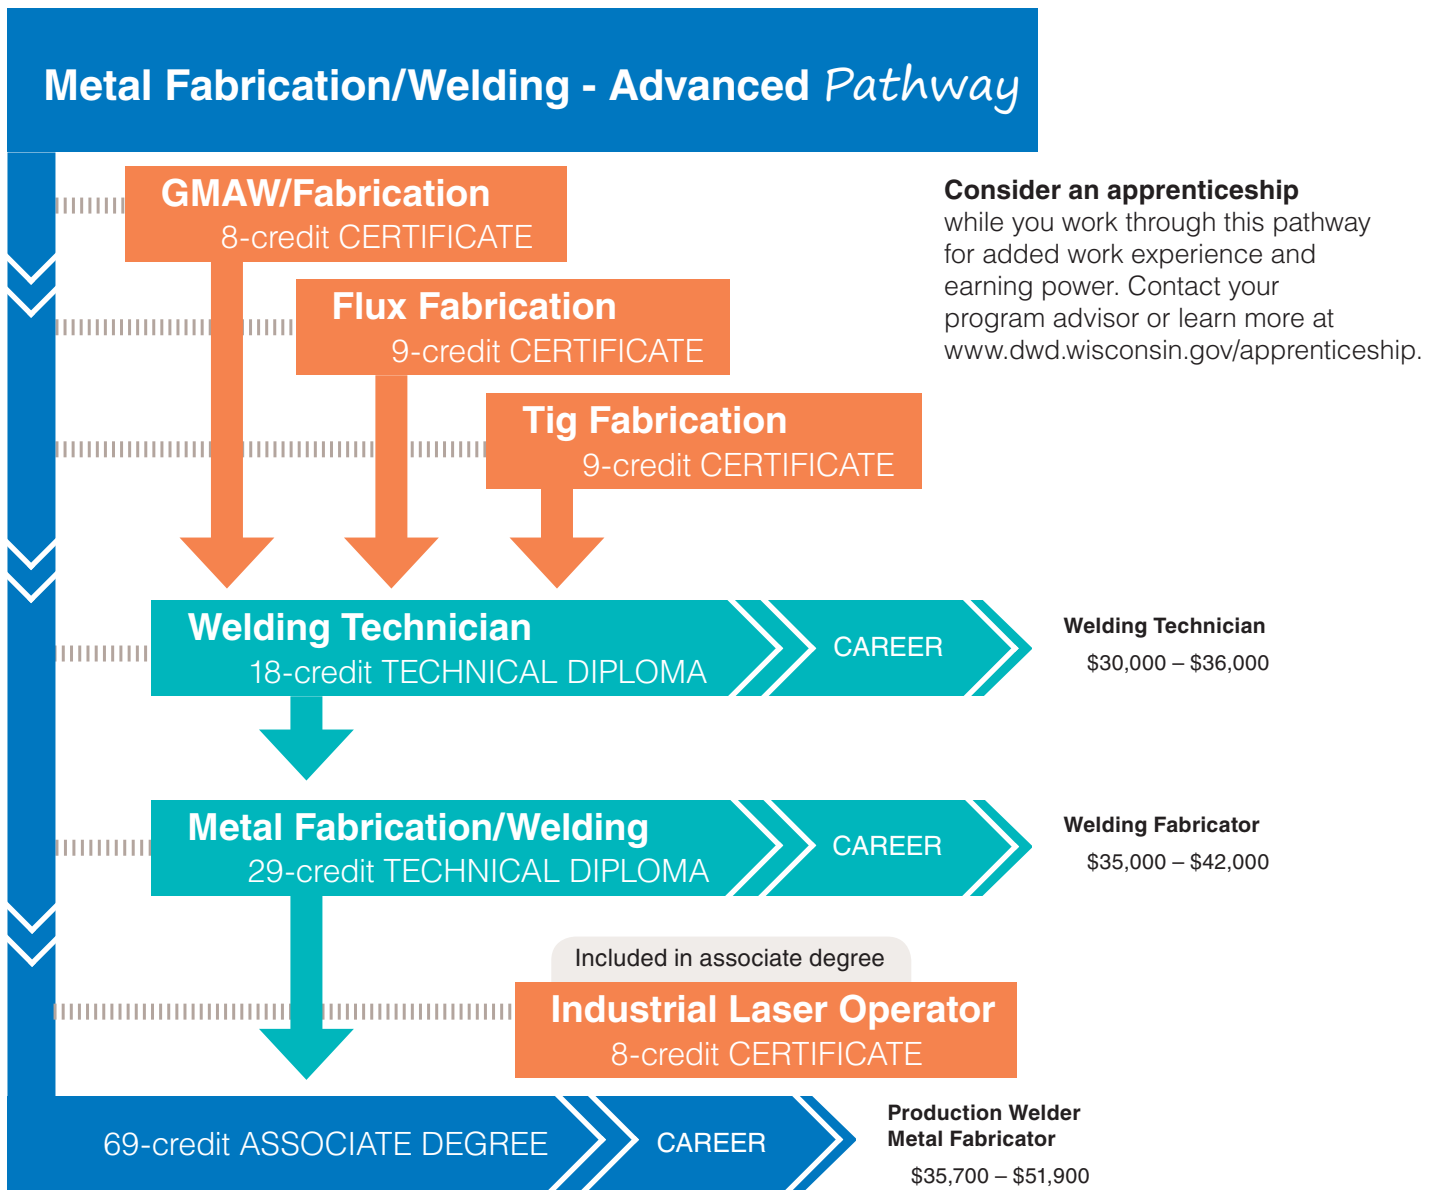 Metal Fabrication/Welding - Advanced Pathway
GMAW/Fabrication
8-credit CERTIFICATE
Consider an apprenticeship
while you work through this pathway
for added work experience and
earning power. Contact your
program advisor or learn more at
www.dwd.wisconsin.gov/apprenticeship.
Flux Fabrication
9-credit CERTIFICATE
Tig Fabrication
9-credit CERTIFICATE
Welding Technician
18-credit TECHNICAL DIPLOMA
CAREER
Welding Technician
$30,000 – $36,000
Metal Fabrication/Welding
29-credit TECHNICAL DIPLOMA
CAREER
Welding Fabricator
$35,000 – $42,000
Included in associate degree
Industrial Laser Operator
8-credit CERTIFICATE
69-credit ASSOCIATE DEGREE
CAREER
Production Welder
Metal Fabricator
$35,700 – $51,900